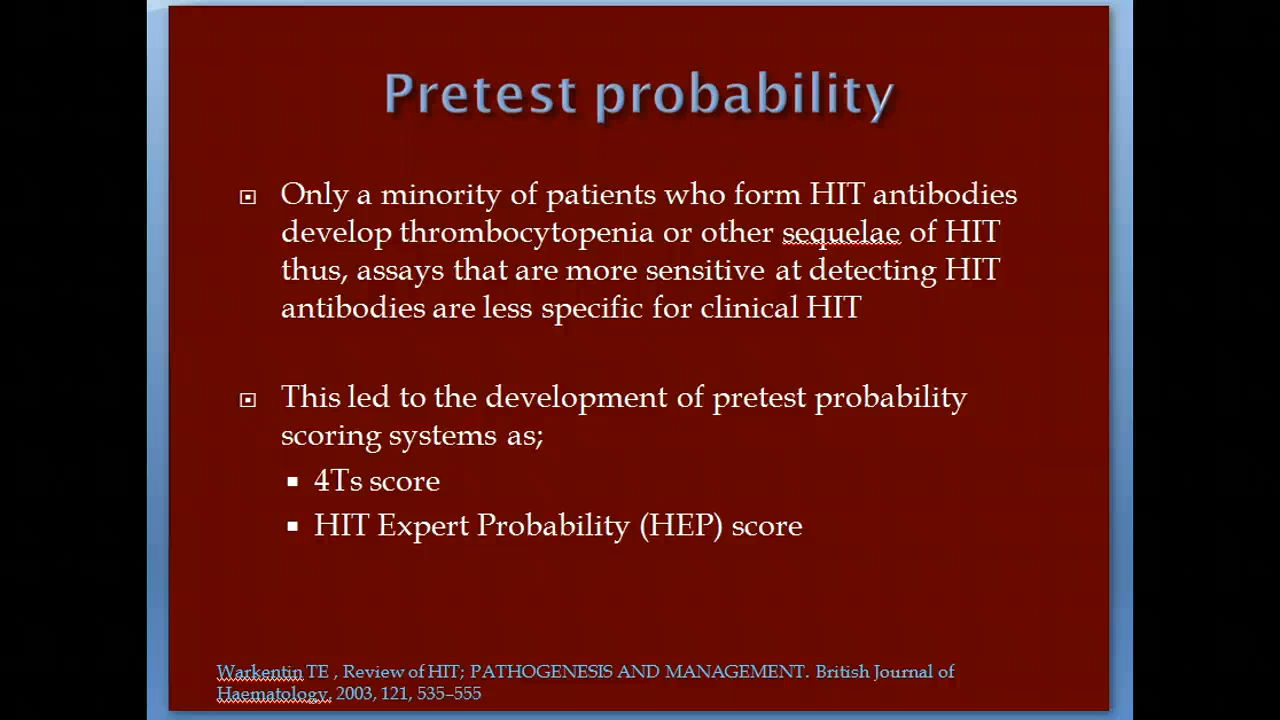 Pretest probability
Only a minority of patients who form HIT antibodies
develop thrombocytopenia or other sequelae of HIT
thus, assays that are more sensitive at detecting HIT
antibodies are less specific for clinical HIT
This led to the development of pretest probability
scoring systems as;
4Ts score
HIT Expert Probability (HEP) score
Warkentin TE , Review of HIT; PATHOGENESIS AND MANAGEMENT. British Journal of
Haematology, 2003, 121, 535–555